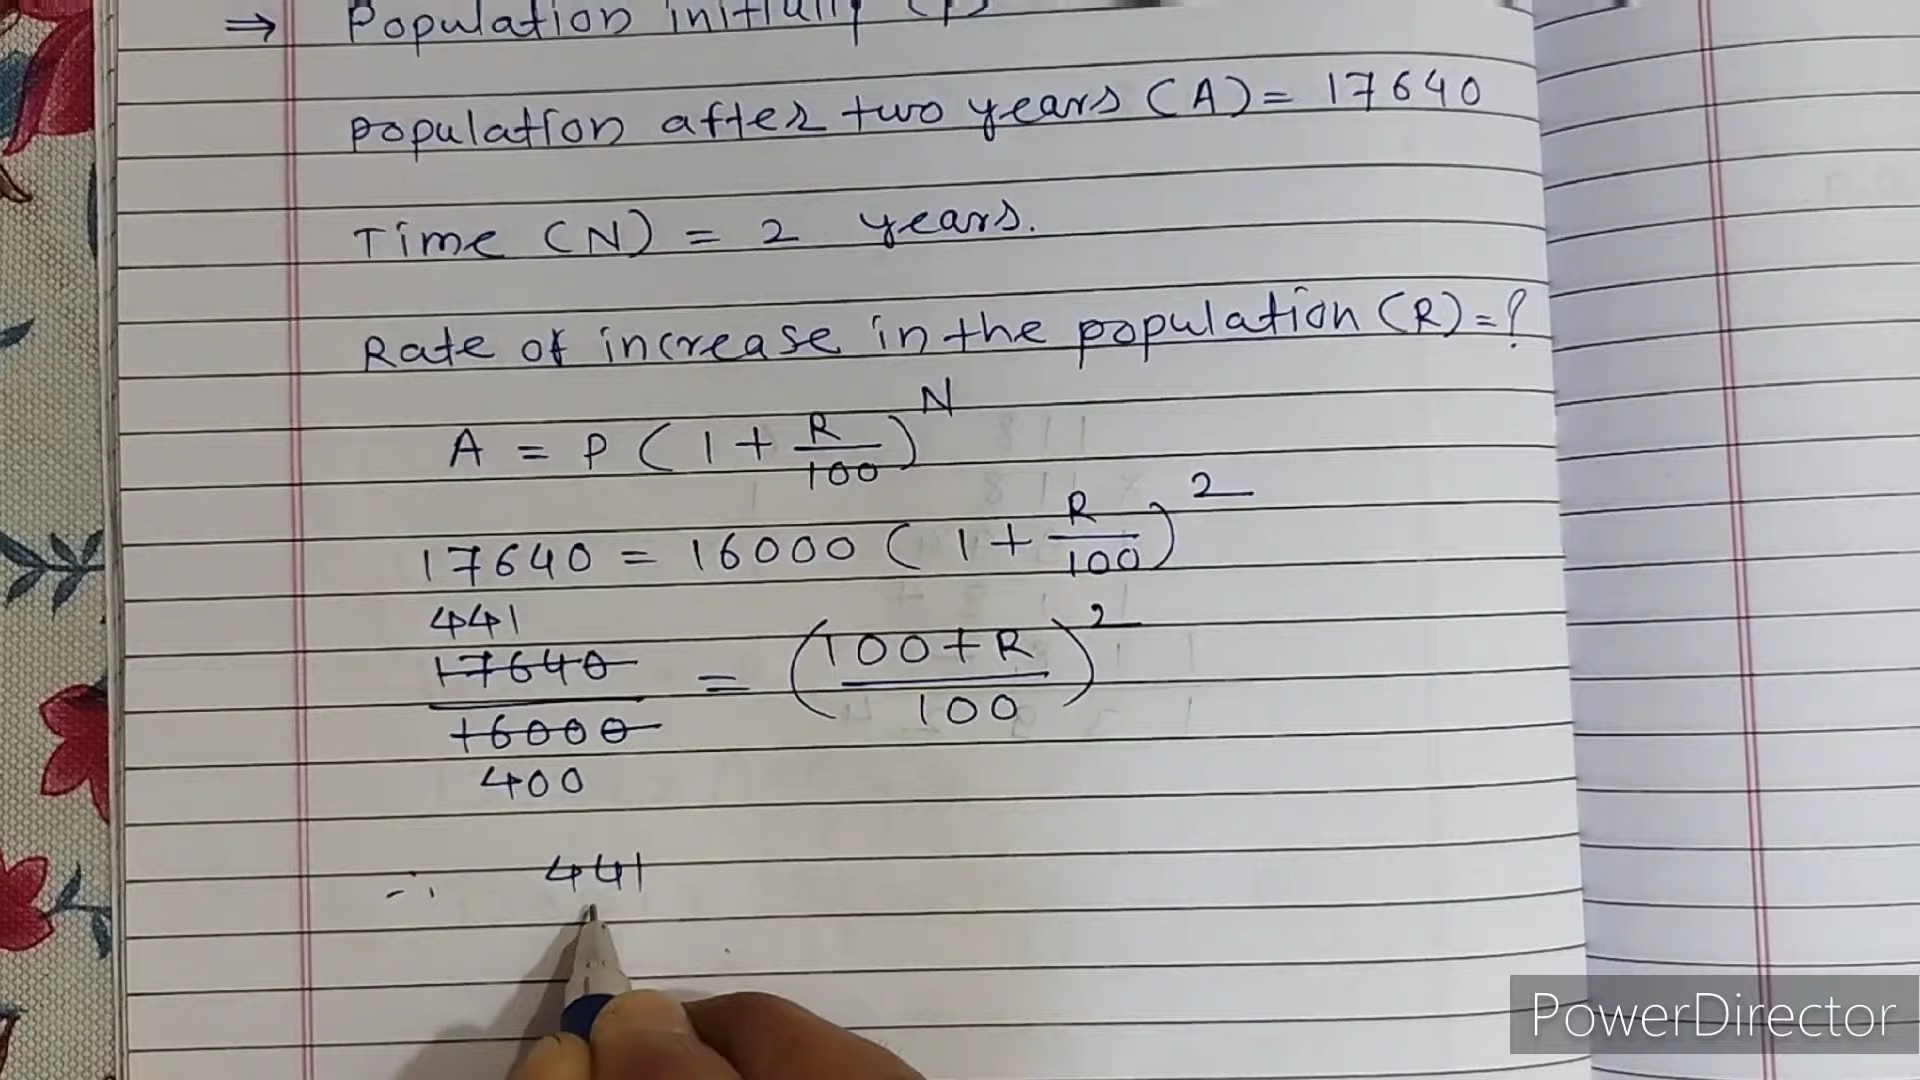 ⇒ Population initially (P)
Population after two years (A) = 17640
Time (N) = 2 years.
Rate of increase in the population (R) = ?
A = P (1 + R/100)^N
17640 = 16000 (1 + R/100)^2
441
17640/16000 = (100 + R/100)^2
400
∴ 441
PowerDirector